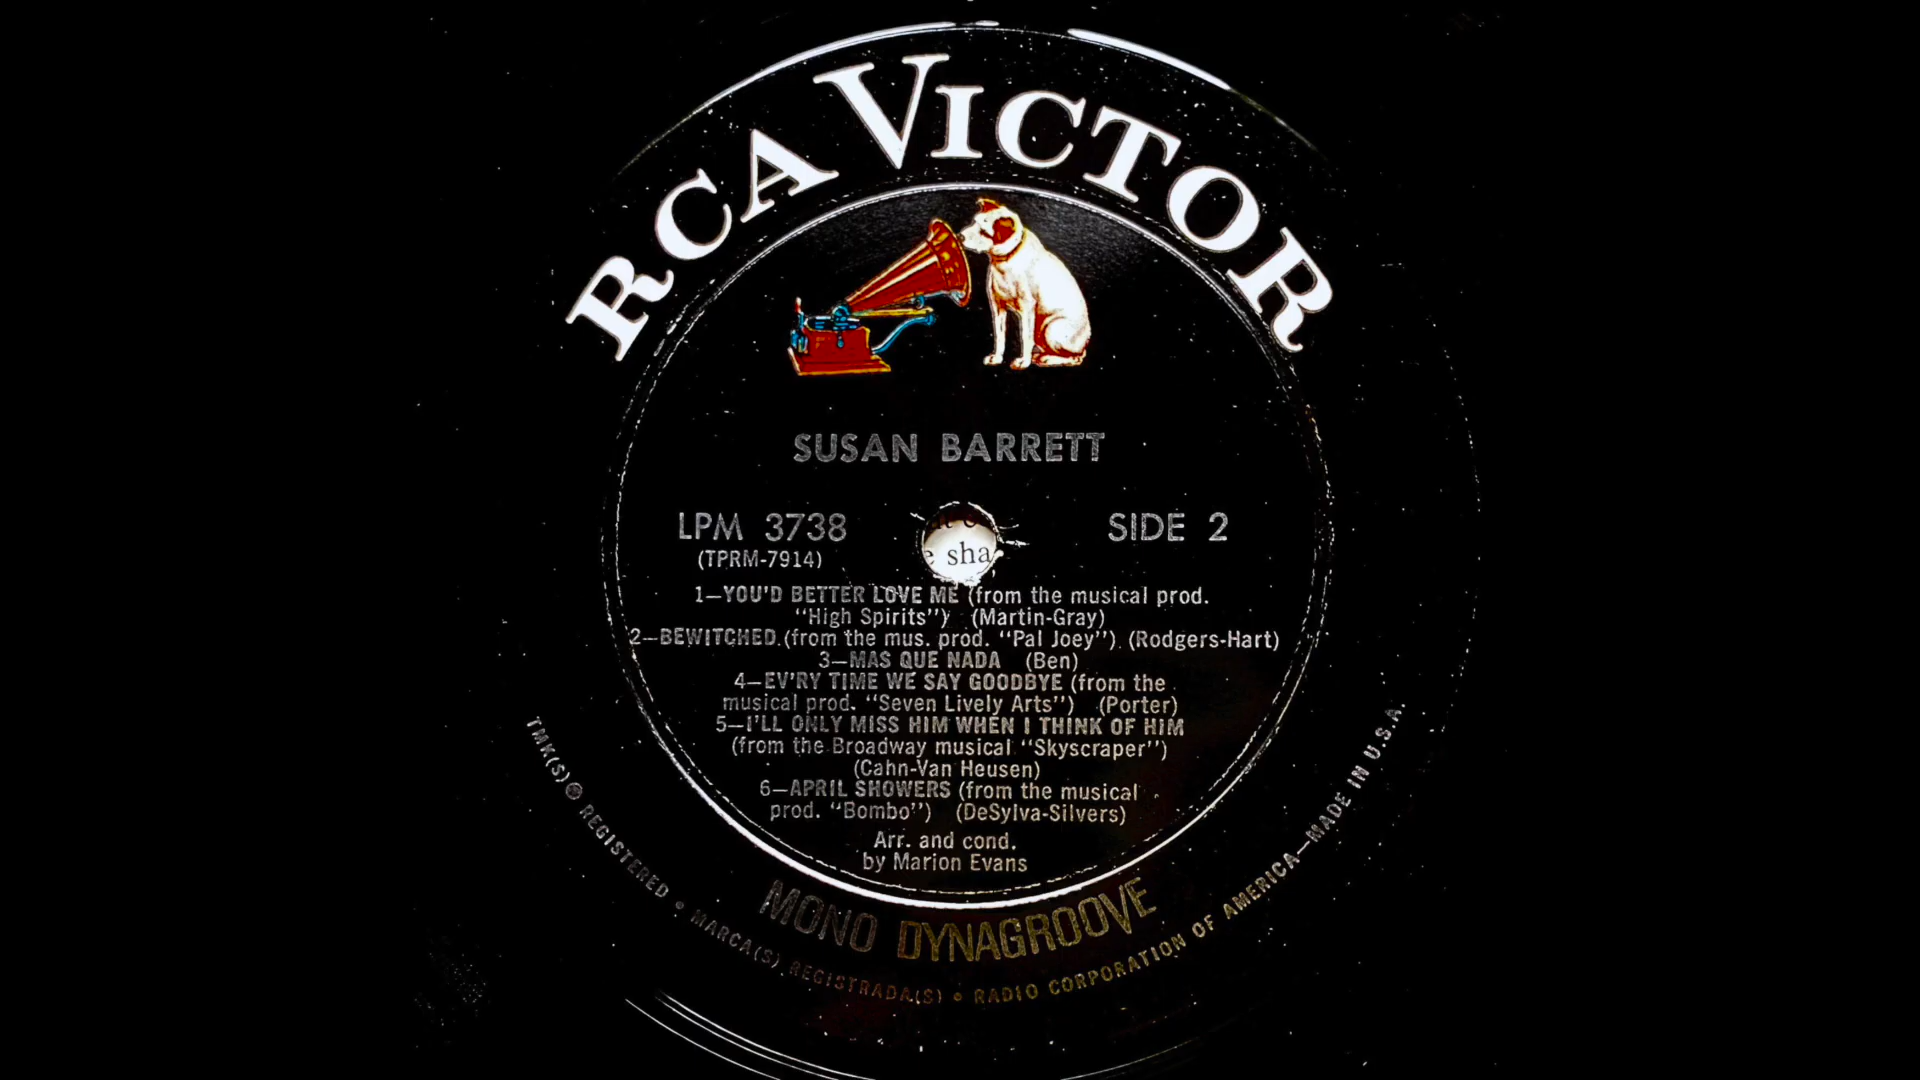 RCA VICTOR
SUSAN BARRETT
LPM 3738
(TPRM-7914)
SIDE 2
e sha
1—YOU'D BETTER LOVE ME (from the musical prod.
"High Spirits") (Martin-Gray)
2—BEWITCHED (from the mus. prod. "Pal Joey") (Rodgers-Hart)
3—MAS QUE NADA (Ben)
4—EV'RY TIME WE SAY GOODBYE (from the
musical prod. "Seven Lively Arts") (Porter)
5—I'LL ONLY MISS HIM WHEN I THINK OF HIM
(from the Broadway musical "Skyscraper")
(Cahn-Van Heusen)
6—APRIL SHOWERS (from the musical
prod. "Bombo") (DeSylva-Silvers)
Arr. and cond.
by Marion Evans
MONO DYNAGROOVE
TMK(S) ® REGISTERED • MARCA(S) REGISTRADA(S) • RADIO CORPORATION OF AMERICA—MADE IN U.S.A.